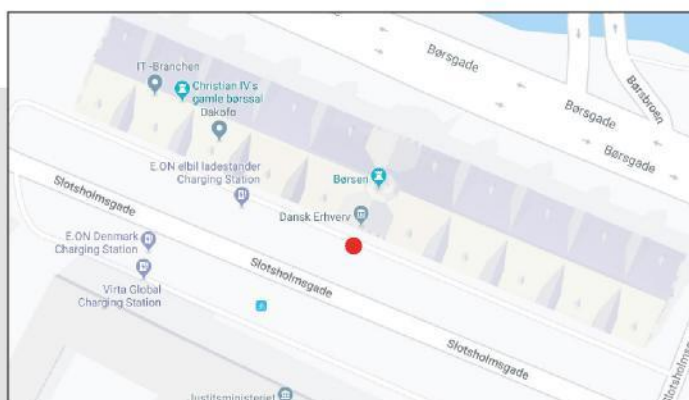 Børsgade
IT-Branchen
Christian IV's
gamle børssal
Dakofo
Børsgade
Børsbroen
Børsgade
E.ON elbil ladestander
Charging Station
Børsen
Slotsholmsgade
Dansk Erhverv
E.ON Denmark
Charging Station
Slotsholmsgade
Virta Global
Charging Station
Slotsholmsgade
Slotsholmsg
Justitsministeriet